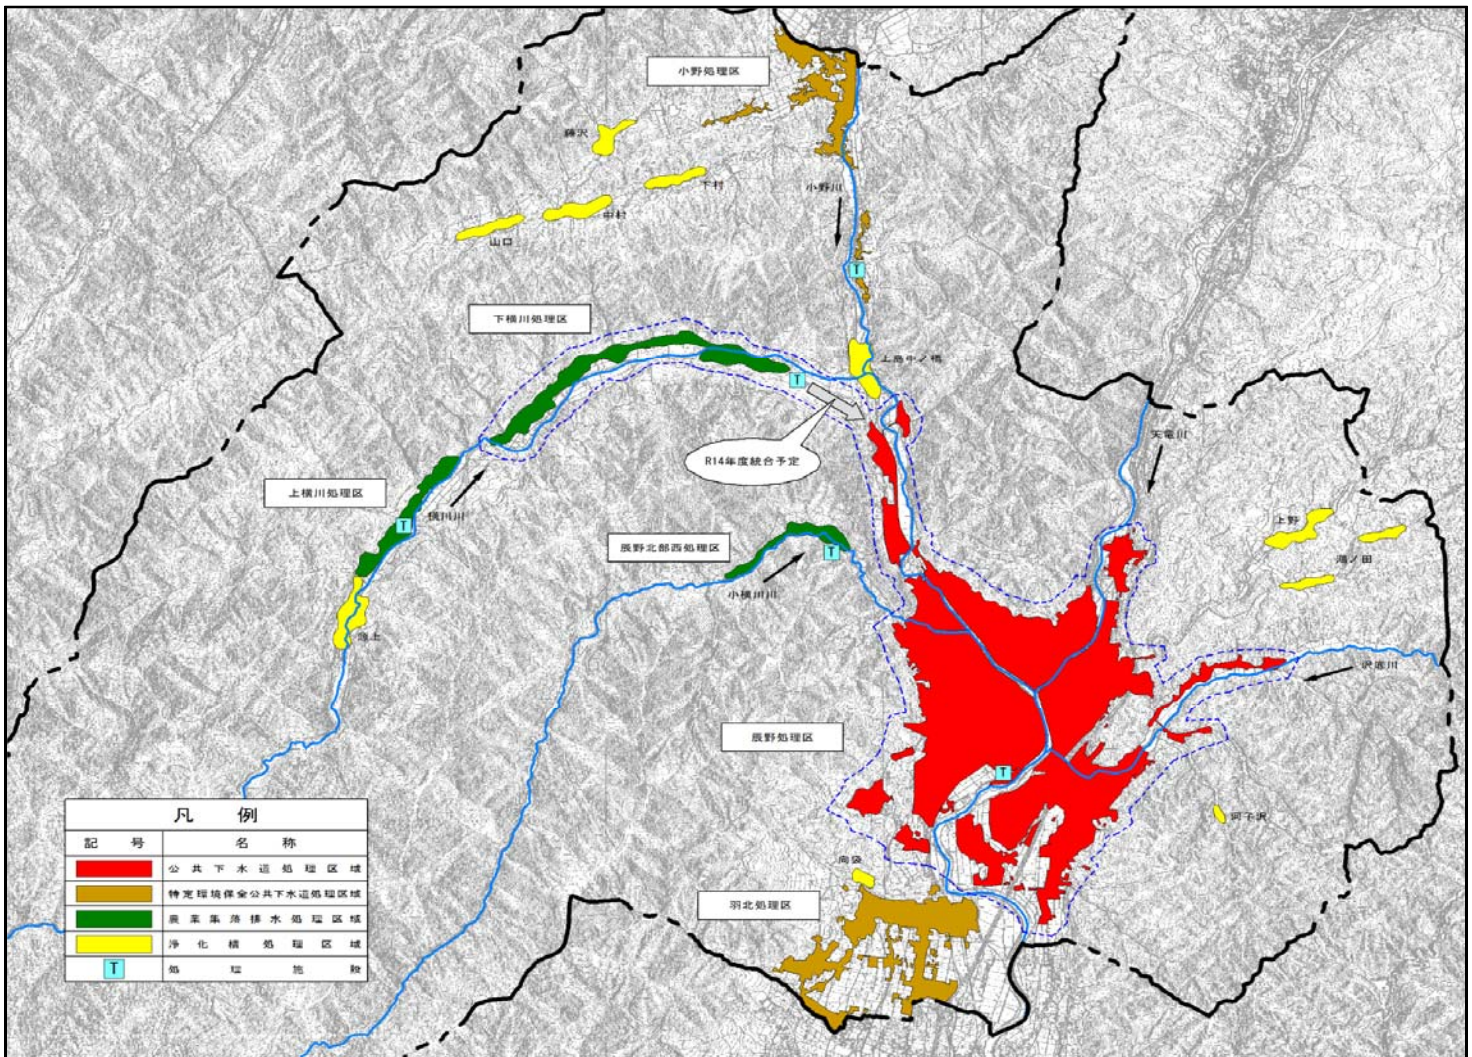 小野処理区
藤沢
下村
中村
山口
小野川
T
下横川処理区
上島中ノ橋
T
R14年度統合予定
天竜川
上横川処理区
横川川
T
辰野北部西処理区
T
小横川川
上野
鴻ノ田
沢底川
辰野処理区
T
凡 例
記 号 名 称
公共下水道処理区域
特定環境保全公共下水道処理区域
農業集落排水処理区域
浄化槽処理区域
T 処理施設
羽北処理区